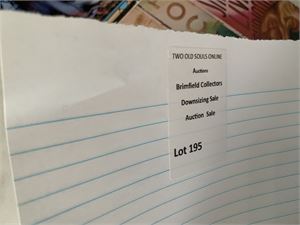 TWO OLD SOULS ONLINE
Auctions
Brimfield Collectors
Downsizing Sale
Auction Sale
Lot 195